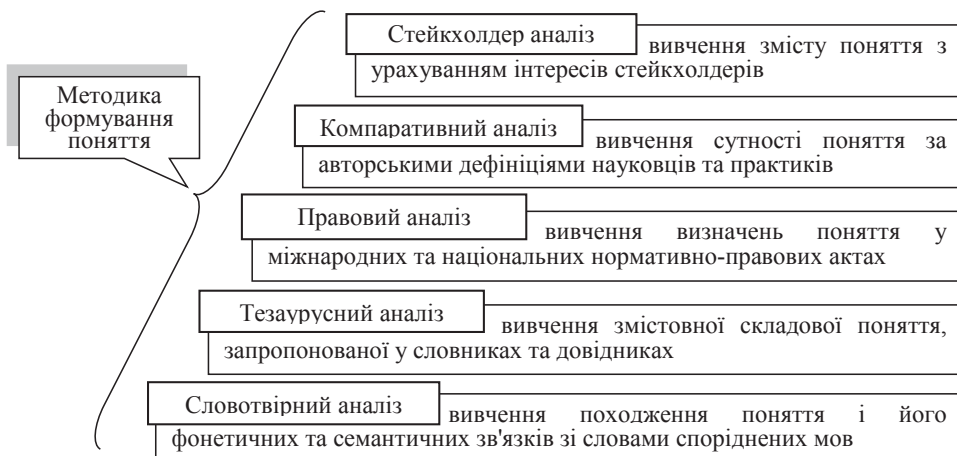 Стейкхолдер аналіз
вивчення змісту поняття з
урахуванням інтересів стейкхолдерів
Методика
формування
поняття
Компаративний аналіз
вивчення сутності поняття за
авторськими дефініціями науковців та практиків
Правовий аналіз
вивчення визначень поняття у
міжнародних та національних нормативно-правових актах
Тезаурусний аналіз
вивчення змістовної складової поняття,
запропонованої у словниках та довідниках
Словотвірний аналіз
вивчення походження поняття і його
фонетичних та семантичних зв'язків зі словами споріднених мов